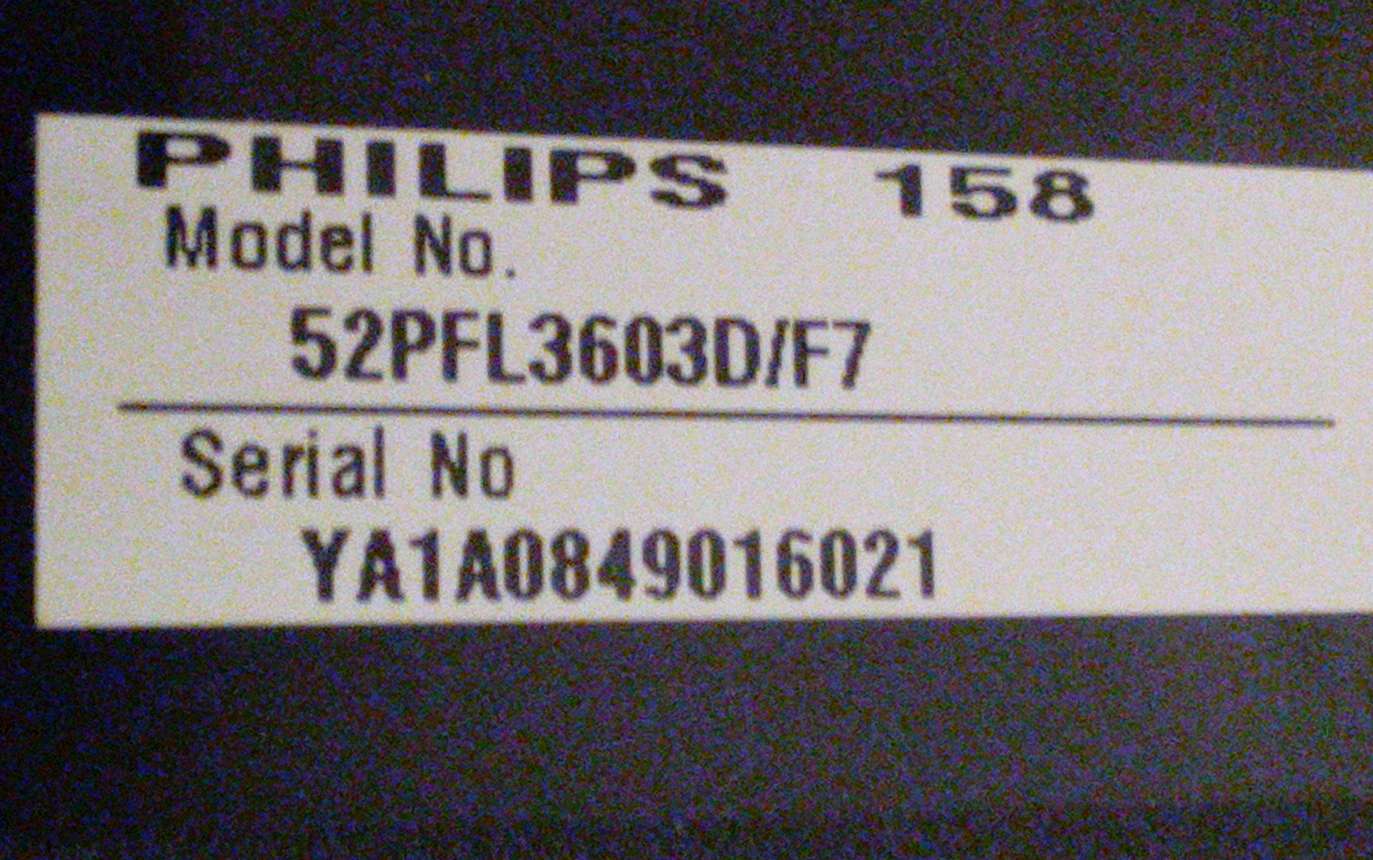 PHILIPS 158
Model No.
52PFL3603D/F7
Serial No
YA1A0849016021